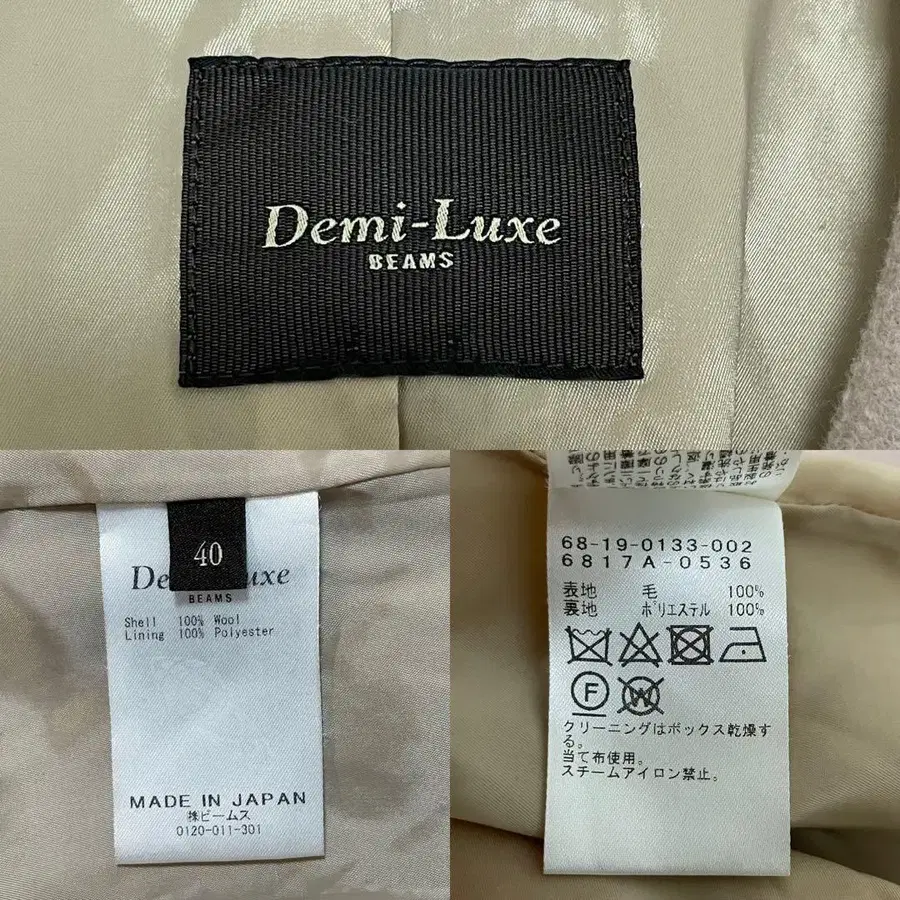 Demi-Luxe
BEAMS
40
BEAMS
Shell 100% Wool
Lining 100% Polyester
MADE IN JAPAN
㈱ビームス
0120-011-301
68-19-0133-002
6817A-0536
表地 毛 100%
裏地 ポリエステル 100%
F
W
クリーニングはボックス乾燥す
る。
当て布使用。
スチームアイロン禁止。